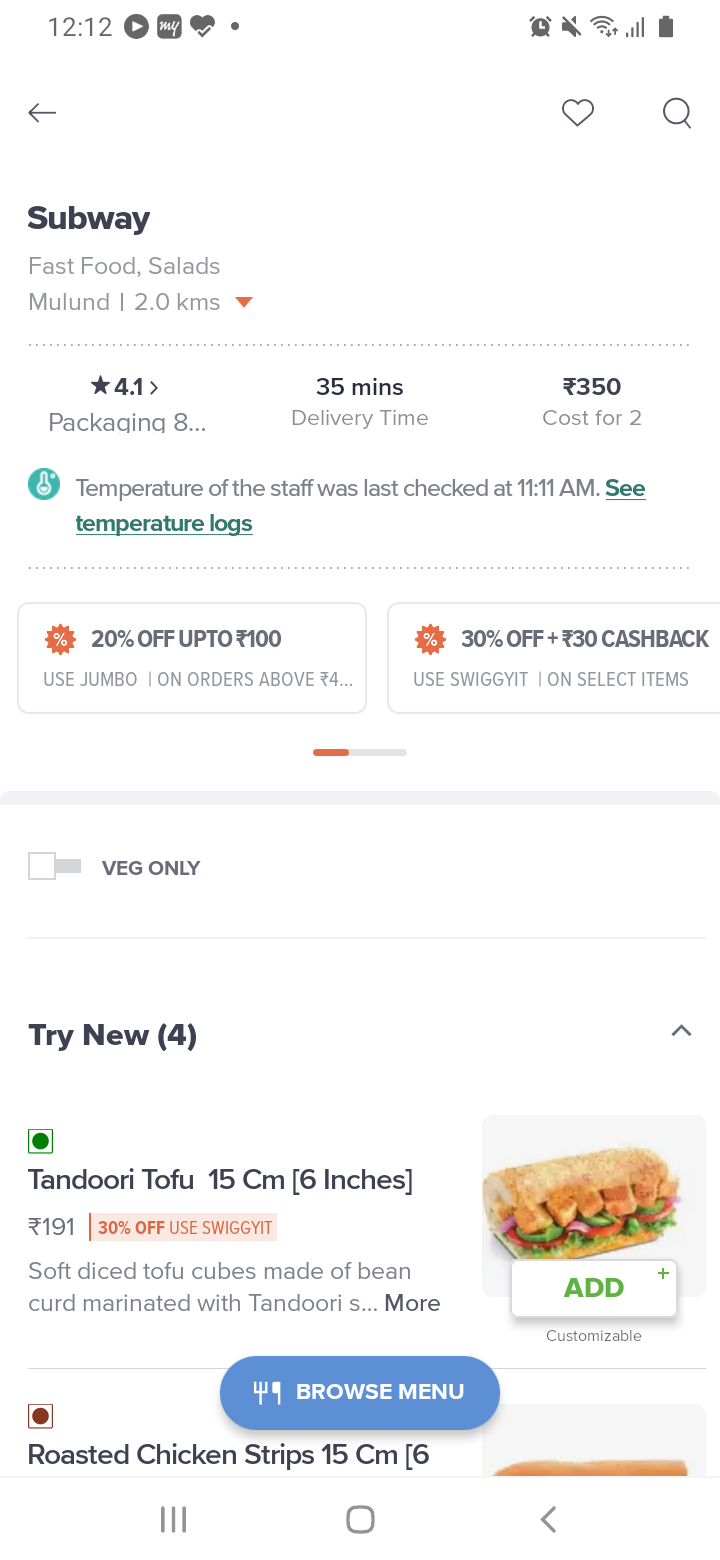 12:12
my
Subway
Fast Food, Salads
Mulund | 2.0 kms
4.1
35 mins
₹350
Packaging 8...
Delivery Time
Cost for 2
Temperature of the staff was last checked at 11:11 AM. See
temperature logs
20% OFF UPTO ₹100
USE JUMBO | ON ORDERS ABOVE ₹4...
30% OFF + ₹30 CASHBACK
USE SWIGGYIT | ON SELECT ITEMS
VEG ONLY
Try New (4)
Tandoori Tofu 15 Cm [6 Inches]
₹191 30% OFF USE SWIGGYIT
Soft diced tofu cubes made of bean
curd marinated with Tandoori s... More
ADD +
Customizable
BROWSE MENU
Roasted Chicken Strips 15 Cm [6